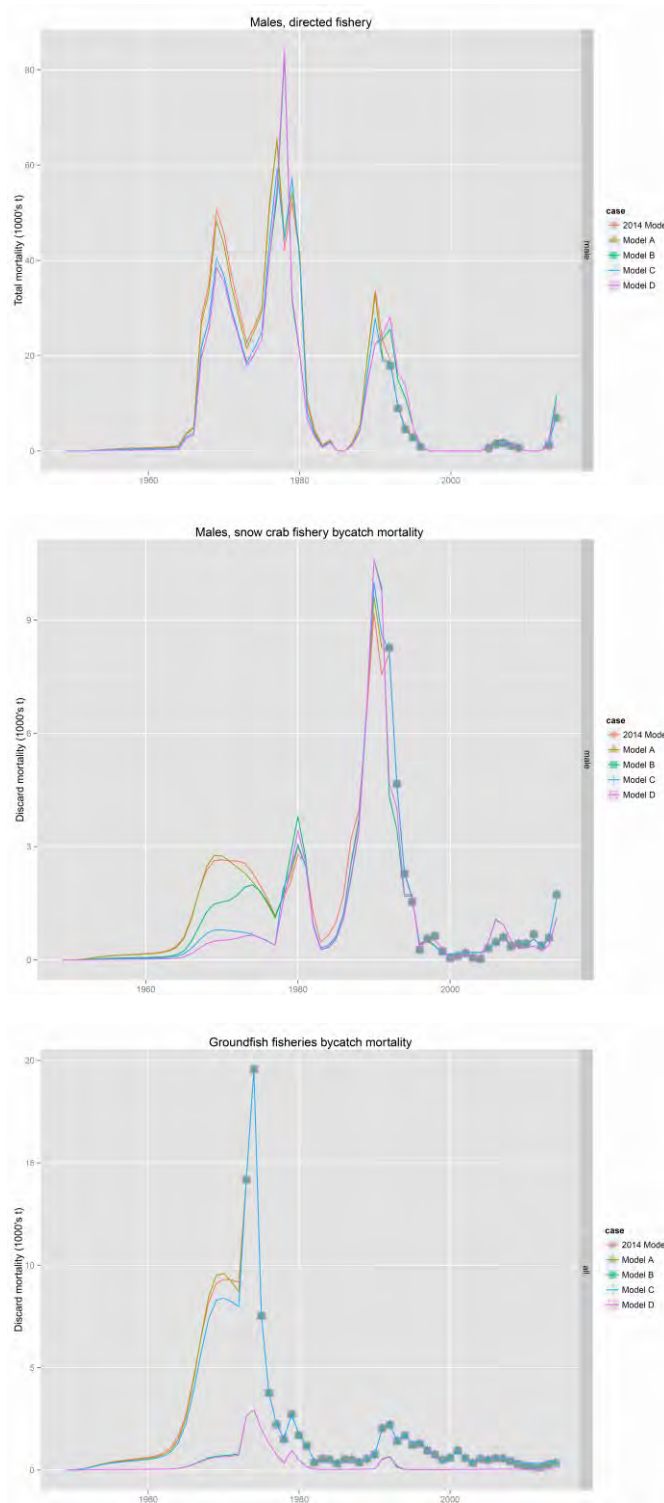 Males, directed fishery
Total mortality (1000's t)
80
60
40
20
0
1960
1980
2000
male
case
2014 Mode
Model A
Model B
Model C
Model D
Males, snow crab fishery bycatch mortality
Discard mortality (1000's t)
9
6
3
0
1960
1980
2000
male
case
2014 Mode
Model A
Model B
Model C
Model D
Groundfish fisheries bycatch mortality
Discard mortality (1000's t)
20
15
10
5
0
1960
1980
2000
all
case
2014 Mode
Model A
Model B
Model C
Model D